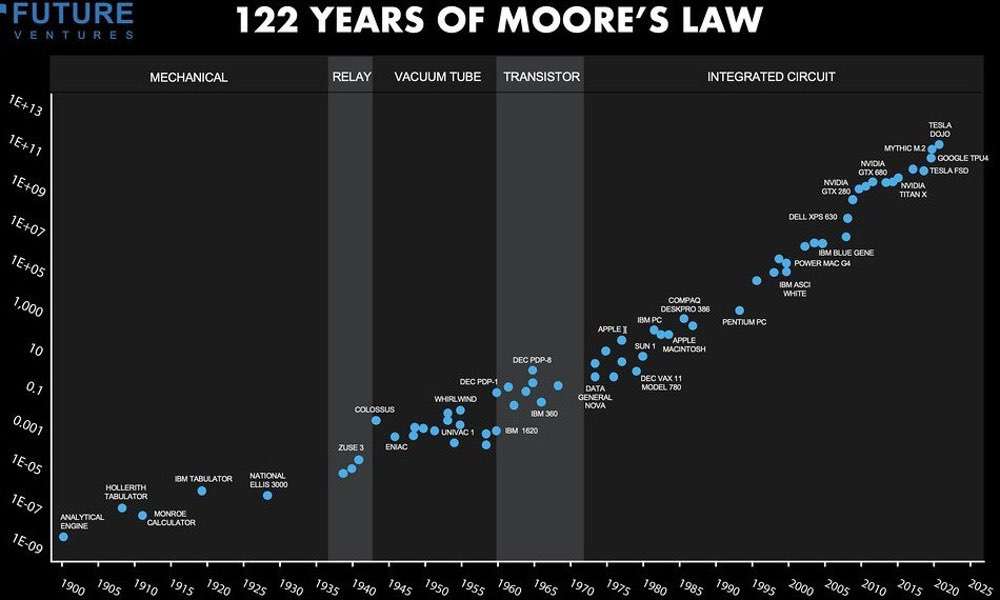 FUTURE
VENTURES
122 YEARS OF MOORE'S LAW
MECHANICAL
RELAY
VACUUM TUBE
TRANSISTOR
INTEGRATED CIRCUIT
1E+13
1E+11
1E+09
1E+07
1E+05
1,000
10
0.1
0.001
1E-05
1E-07
1E-09
ANALYTICAL
ENGINE
HOLLERITH
TABULATOR
MONROE
CALCULATOR
IBM TABULATOR
NATIONAL
ELLIS 3000
ZUSE 3
COLOSSUS
ENIAC
WHIRLWIND
UNIVAC 1
DEC PDP-1
IBM 1620
DEC PDP-8
IBM 360
DATA
GENERAL
NOVA
APPLE ][
DEC VAX 11
MODEL 780
SUN 1
IBM PC
APPLE
MACINTOSH
COMPAQ
DESKPRO 386
PENTIUM PC
IBM ASCI
WHITE
POWER MAC G4
IBM BLUE GENE
DELL XPS 630
NVIDIA
GTX 280
NVIDIA
GTX 680
NVIDIA
TITAN X
TESLA FSD
GOOGLE TPU4
MYTHIC M.2
TESLA
DOJO
1900
1905
1910
1915
1920
1925
1930
1935
1940
1945
1950
1955
1960
1965
1970
1975
1980
1985
1990
1995
2000
2005
2010
2015
2020
2025